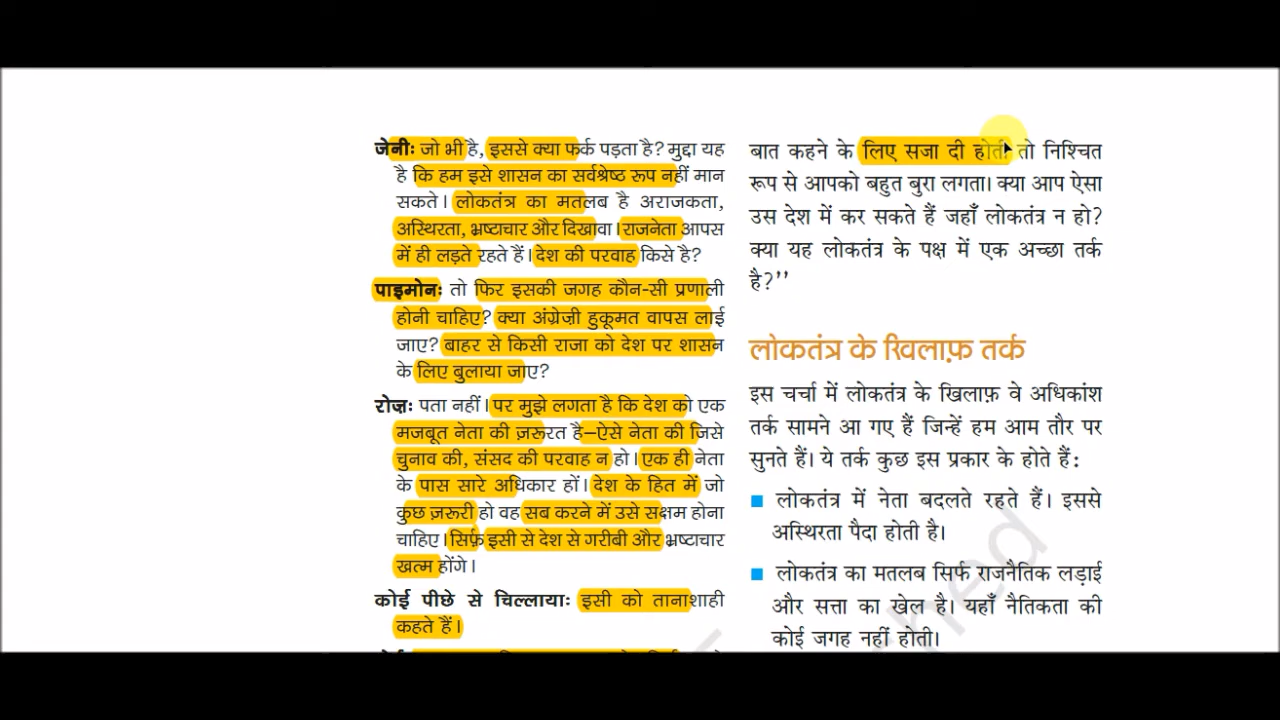 जेनीः जो भी है, इससे क्या फर्क पड़ता है? मुद्दा यह
है कि हम इसे शासन का सर्वश्रेष्ठ रूप नहीं मान
सकते। लोकतंत्र का मतलब है अराजकता,
अस्थिरता, भ्रष्टाचार और दिखावा। राजनेता आपस
में ही लड़ते रहते हैं। देश की परवाह किसे है?
पाइमोनः तो फिर इसकी जगह कौन-सी प्रणाली
होनी चाहिए? क्या अंग्रेज़ी हुकूमत वापस लाई
जाए? बाहर से किसी राजा को देश पर शासन
के लिए बुलाया जाए?
रोज़ः पता नहीं। पर मुझे लगता है कि देश को एक
मजबूत नेता की ज़रूरत है–ऐसे नेता की जिसे
चुनाव की, संसद की परवाह न हो। एक ही नेता
के पास सारे अधिकार हों। देश के हित में जो
कुछ ज़रूरी हो वह सब करने में उसे सक्षम होना
चाहिए। सिर्फ़ इसी से देश से गरीबी और भ्रष्टाचार
खत्म होंगे।
कोई पीछे से चिल्लायाः इसी को तानाशाही
कहते हैं।
बात कहने के लिए सजा दी होती तो निश्चित
रूप से आपको बहुत बुरा लगता। क्या आप ऐसा
उस देश में कर सकते हैं जहाँ लोकतंत्र न हो?
क्या यह लोकतंत्र के पक्ष में एक अच्छा तर्क
है?’’
लोकतंत्र के खिलाफ़ तर्क
इस चर्चा में लोकतंत्र के खिलाफ़ वे अधिकांश
तर्क सामने आ गए हैं जिन्हें हम आम तौर पर
सुनते हैं। ये तर्क कुछ इस प्रकार के होते हैं:
■ लोकतंत्र में नेता बदलते रहते हैं। इससे
अस्थिरता पैदा होती है।
■ लोकतंत्र का मतलब सिर्फ राजनैतिक लड़ाई
और सत्ता का खेल है। यहाँ नैतिकता की
कोई जगह नहीं होती।